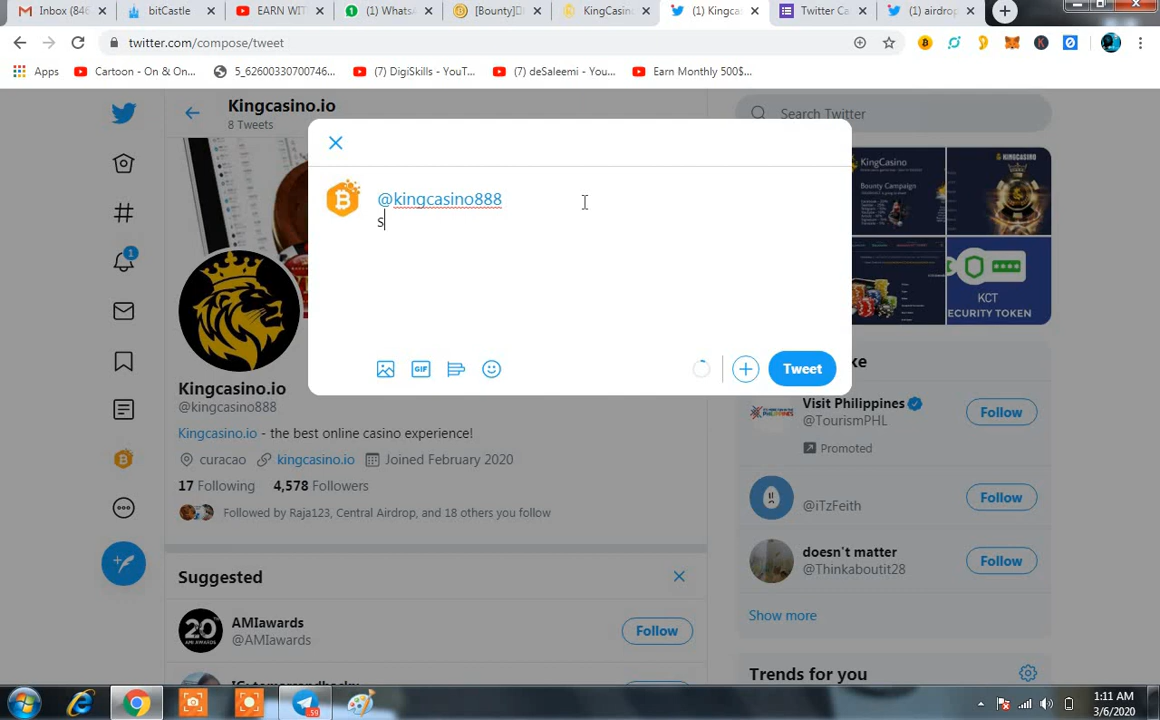 Inbox (846
bitCastle
EARN WIT
(1) Whats
[Bounty]D
KingCasin
(1) Kingca
Twitter Ca
(1) airdrop
twitter.com/compose/tweet
Apps
Cartoon - On & On...
5_62600330700746...
(7) DigiSkills - YouT...
(7) deSaleemi - You...
Earn Monthly 500$...
Kingcasino.io
8 Tweets
Search Twitter
@kingcasino888
s
KingCasino
Bounty Campaign
KINGCASINO
KCT
ECURITY TOKEN
GIF
Tweet
1
Kingcasino.io
@kingcasino888
Kingcasino.io - the best online casino experience!
curacao kingcasino.io Joined February 2020
17 Following 4,578 Followers
Followed by Raja123, Central Airdrop, and 18 others you follow
Visit Philippines
@TourismPHL
Follow
Promoted
@iTzFeith
Follow
doesn't matter
@Thinkaboutit28
Follow
Show more
Trends for you
Suggested
AMIawards
@AMIawards
Follow
59
1:11 AM
3/6/2020